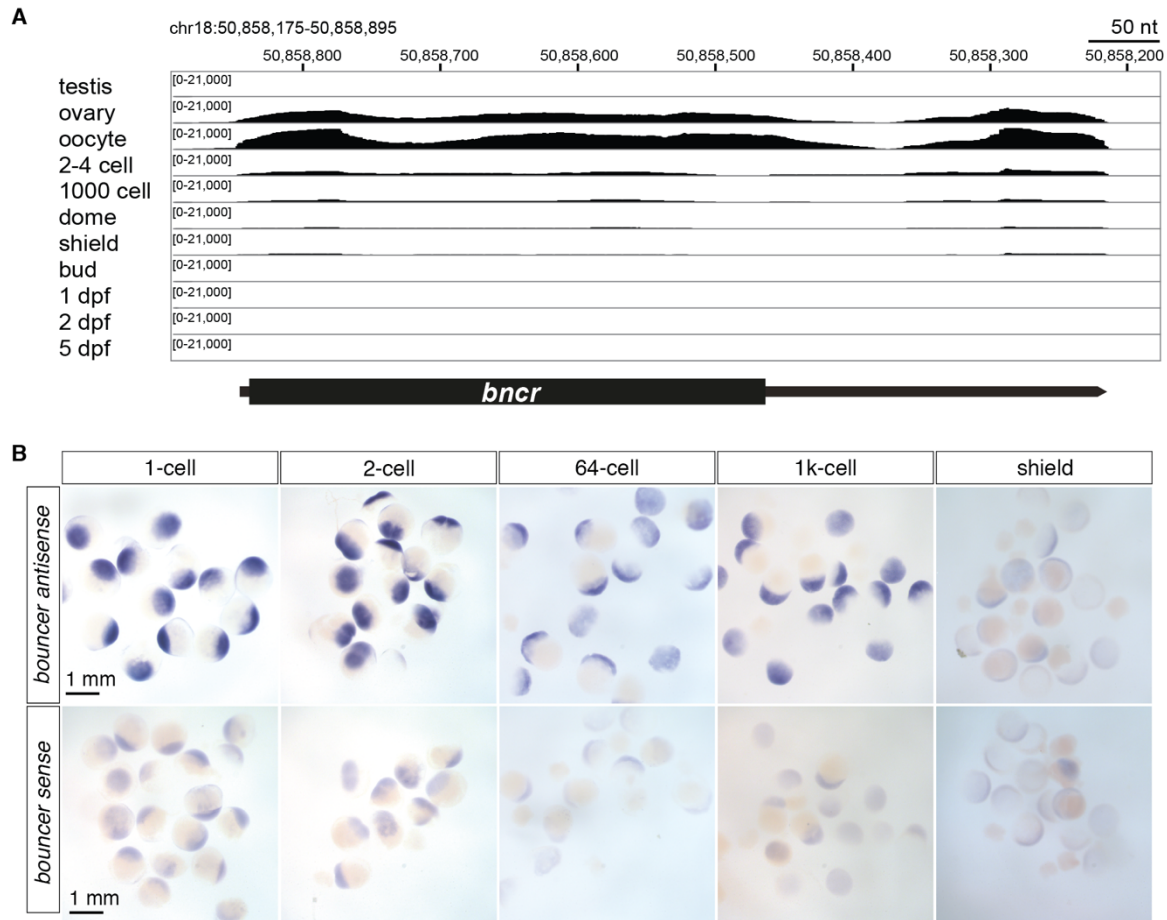 A
chr18:50,858,175-50,858,895
50 nt
50,858,800 50,858,700 50,858,600 50,858,500 50,858,400 50,858,300 50,858,200
testis [0-21,000]
ovary [0-21,000]
oocyte [0-21,000]
2-4 cell [0-21,000]
1000 cell [0-21,000]
dome [0-21,000]
shield [0-21,000]
bud [0-21,000]
1 dpf [0-21,000]
2 dpf [0-21,000]
5 dpf [0-21,000]
bncr
B
1-cell 2-cell 64-cell 1k-cell shield
bouncer antisense
1 mm
bouncer sense
1 mm